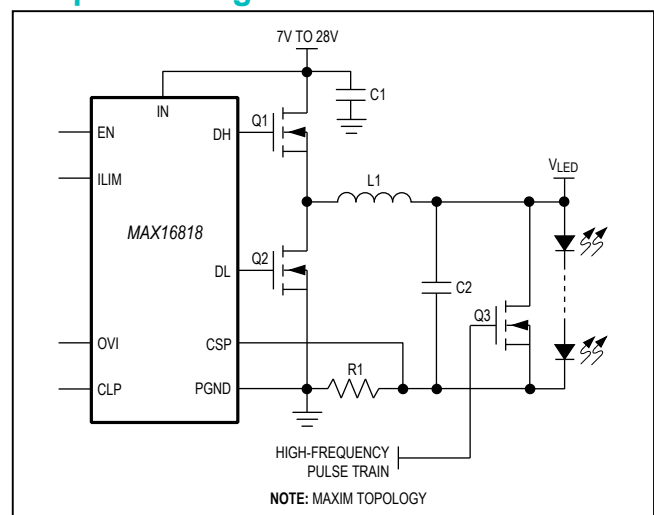 7V TO 28V
C1
IN
EN
DH
Q1
ILIM
L1
VLED
MAX16818
Q2
DL
C2
Q3
OVI
CSP
CLP
PGND
R1
HIGH-FREQUENCY
PULSE TRAIN
NOTE: MAXIM TOPOLOGY